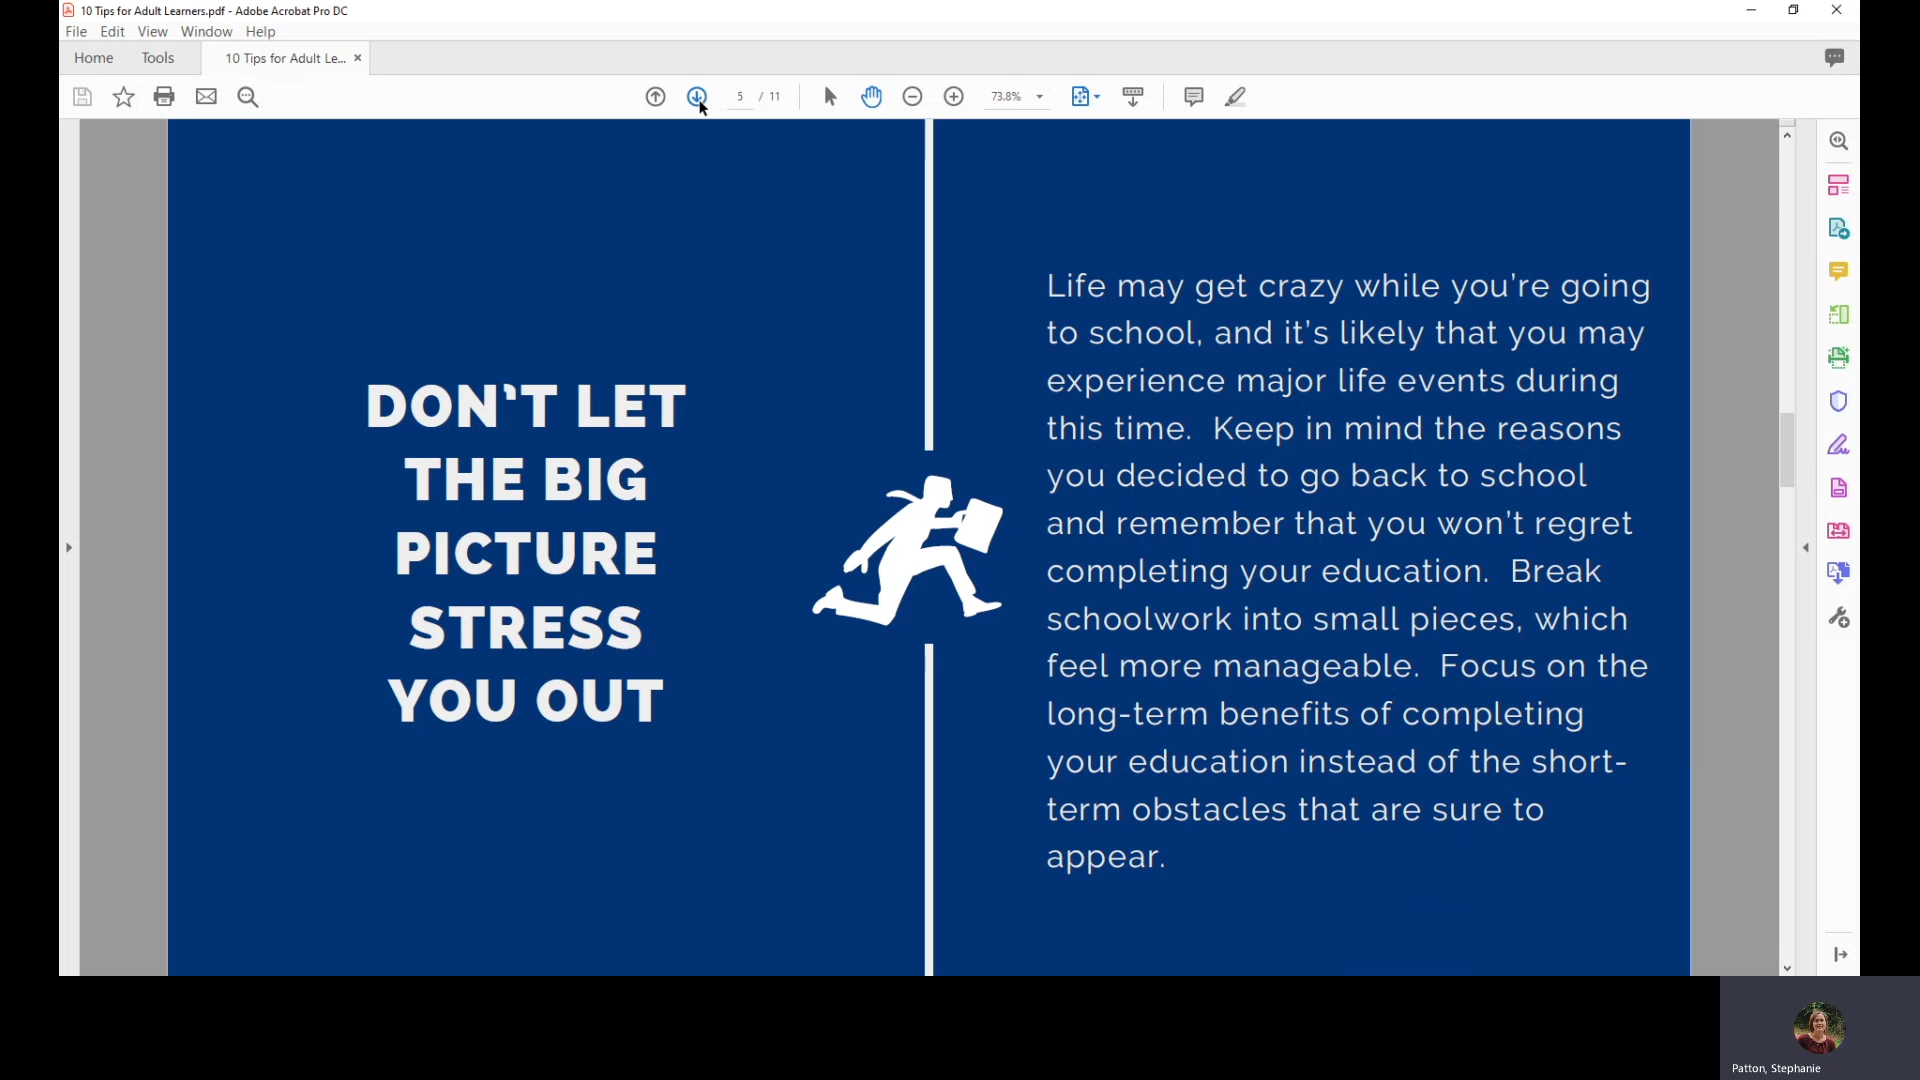 10 Tips for Adult Learners.pdf - Adobe Acrobat Pro DC
File Edit View Window Help
Home Tools 10 Tips for Adult Le... ×
5 / 11 73.8%
DON'T LET
THE BIG
PICTURE
STRESS
YOU OUT
Life may get crazy while you're going
to school, and it's likely that you may
experience major life events during
this time. Keep in mind the reasons
you decided to go back to school
and remember that you won't regret
completing your education. Break
schoolwork into small pieces, which
feel more manageable. Focus on the
long-term benefits of completing
your education instead of the short-
term obstacles that are sure to
appear.
Patton, Stephanie